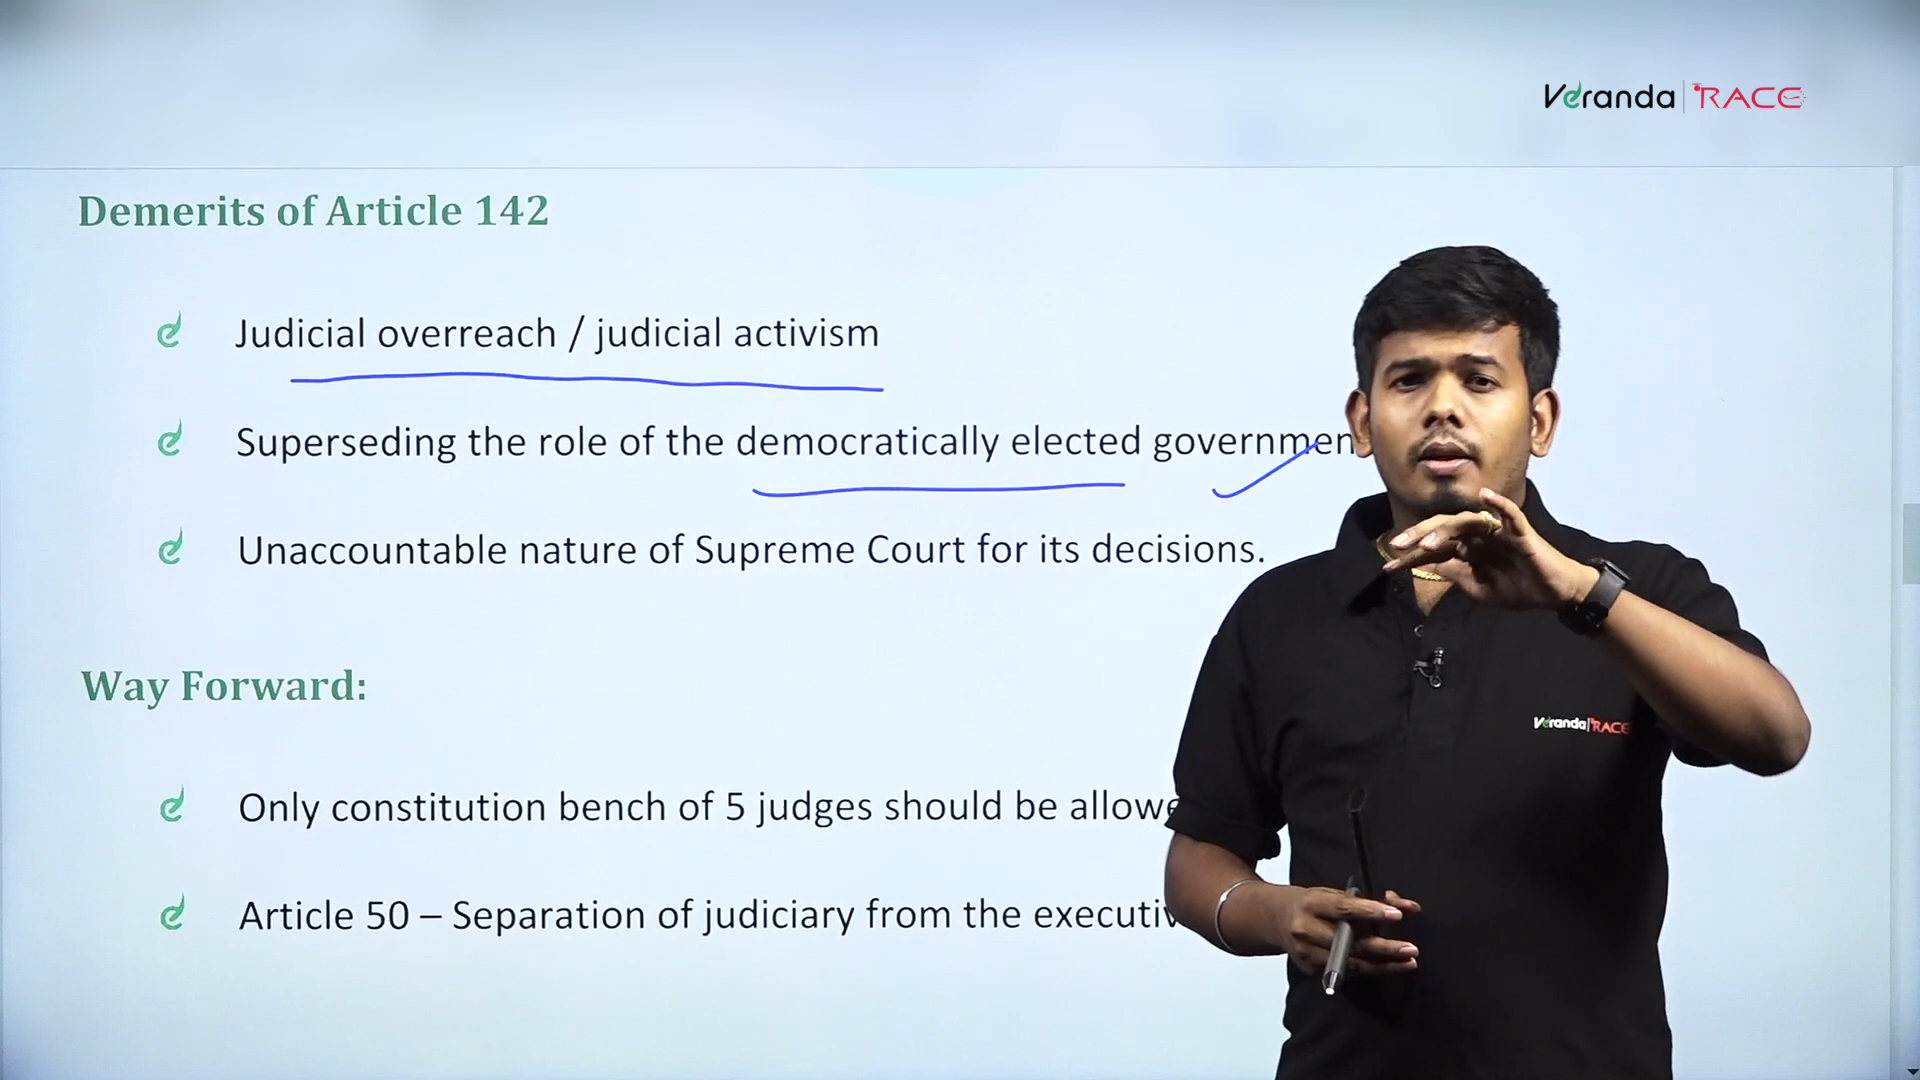 Veranda RACE
Demerits of Article 142
Judicial overreach / judicial activism
Superseding the role of the democratically elected governmen
Unaccountable nature of Supreme Court for its decisions.
Way Forward:
Veranda RACE
Only constitution bench of 5 judges should be allowe
Article 50 – Separation of judiciary from the executiv